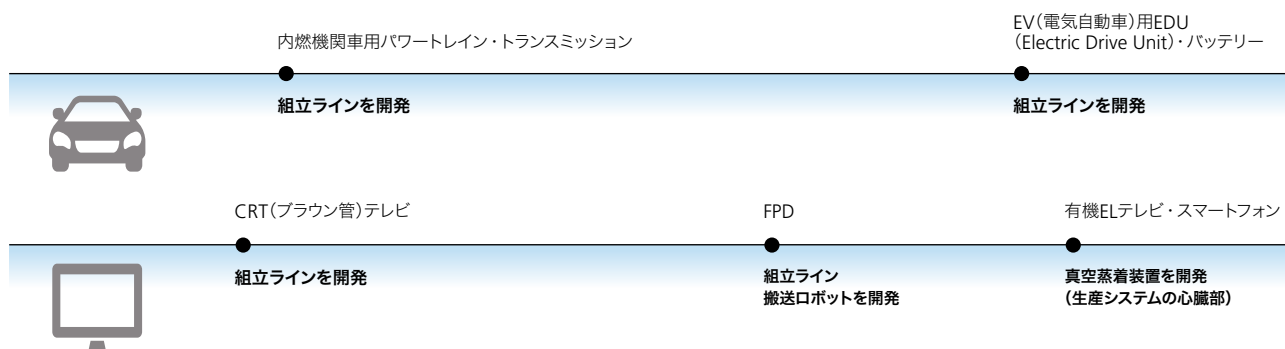 内燃機関車用パワートレイン・トランスミッション
EV(電気自動車)用EDU
(Electric Drive Unit)・バッテリー
組立ラインを開発
組立ラインを開発
CRT(ブラウン管)テレビ
FPD
有機ELテレビ・スマートフォン
組立ラインを開発
組立ライン
搬送ロボットを開発
真空蒸着装置を開発
(生産システムの心臓部)